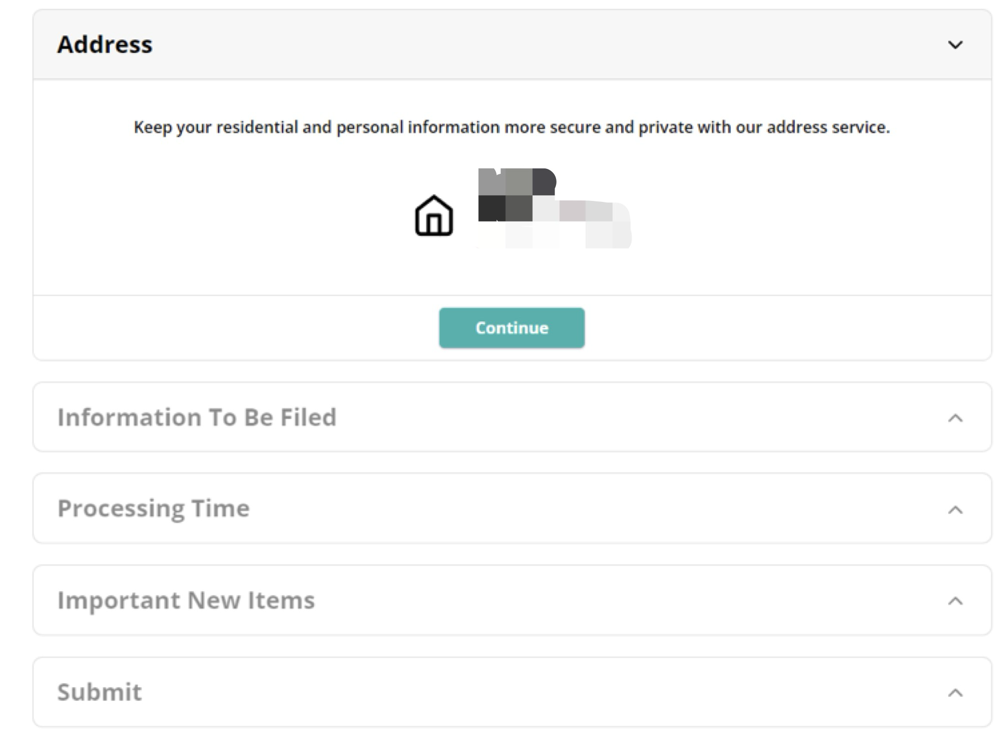 Address
Keep your residential and personal information more secure and private with our address service.
Continue
Information To Be Filed
Processing Time
Important New Items
Submit